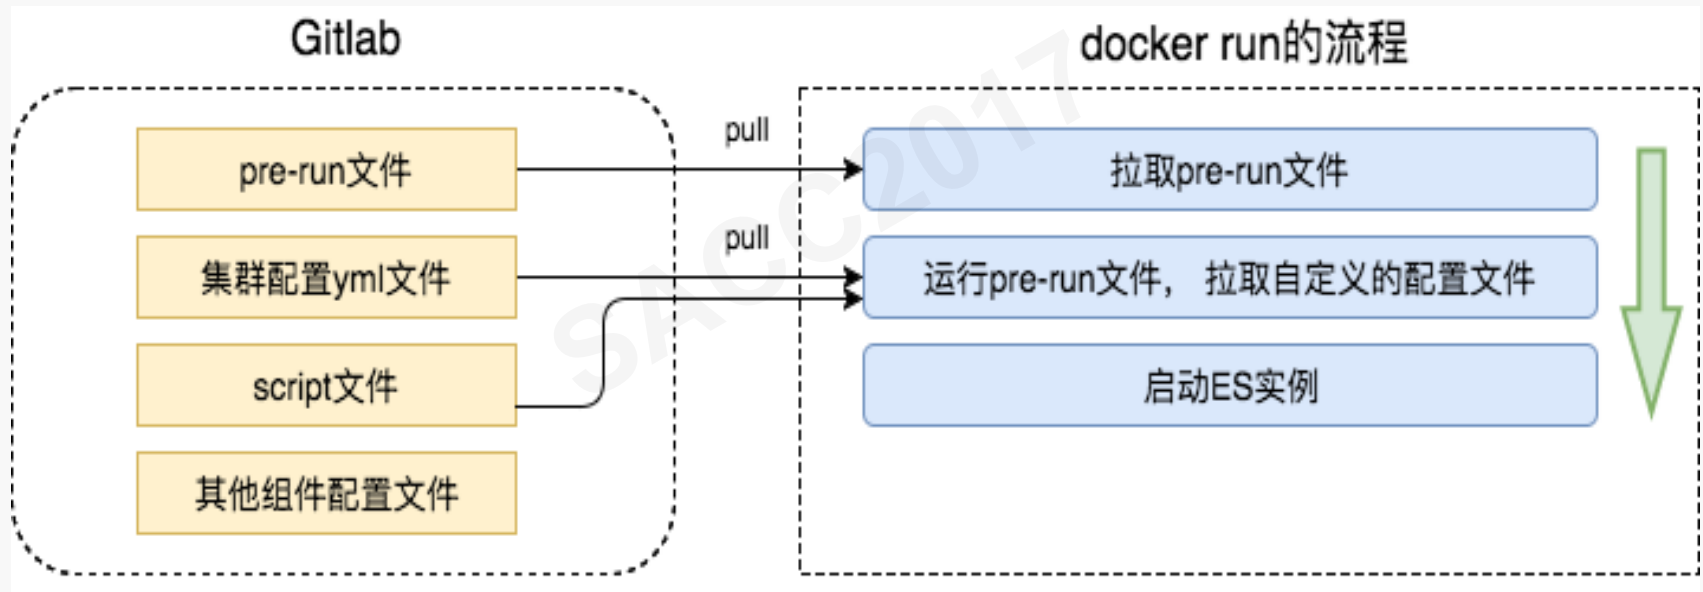 Gitlab
docker run的流程
pre-run文件
pull
拉取pre-run文件
集群配置yml文件
pull
运行pre-run文件， 拉取自定义的配置文件
script文件
启动ES实例
其他组件配置文件
SACC2017